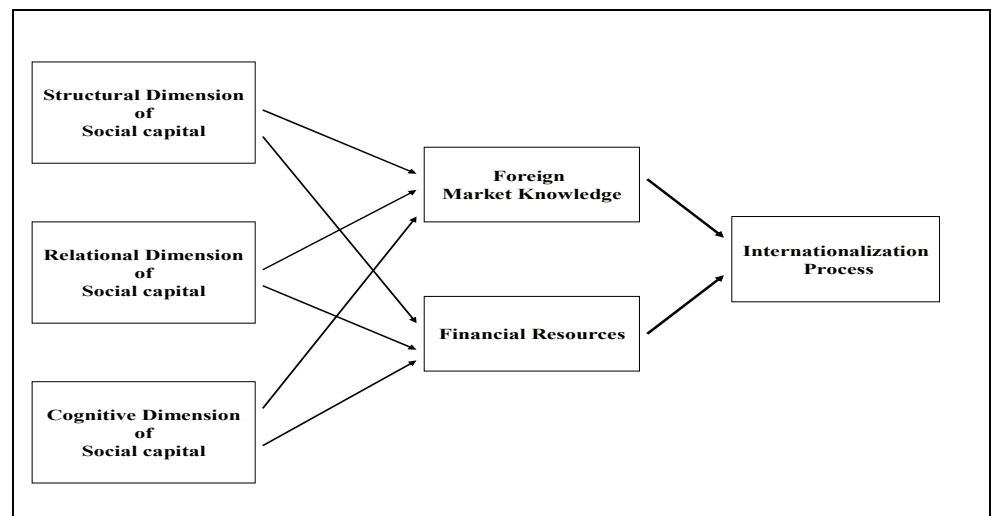 Structural Dimension
of
Social capital
Foreign
Market Knowledge
Relational Dimension
of
Social capital
Internationalization
Process
Financial Resources
Cognitive Dimension
of
Social capital